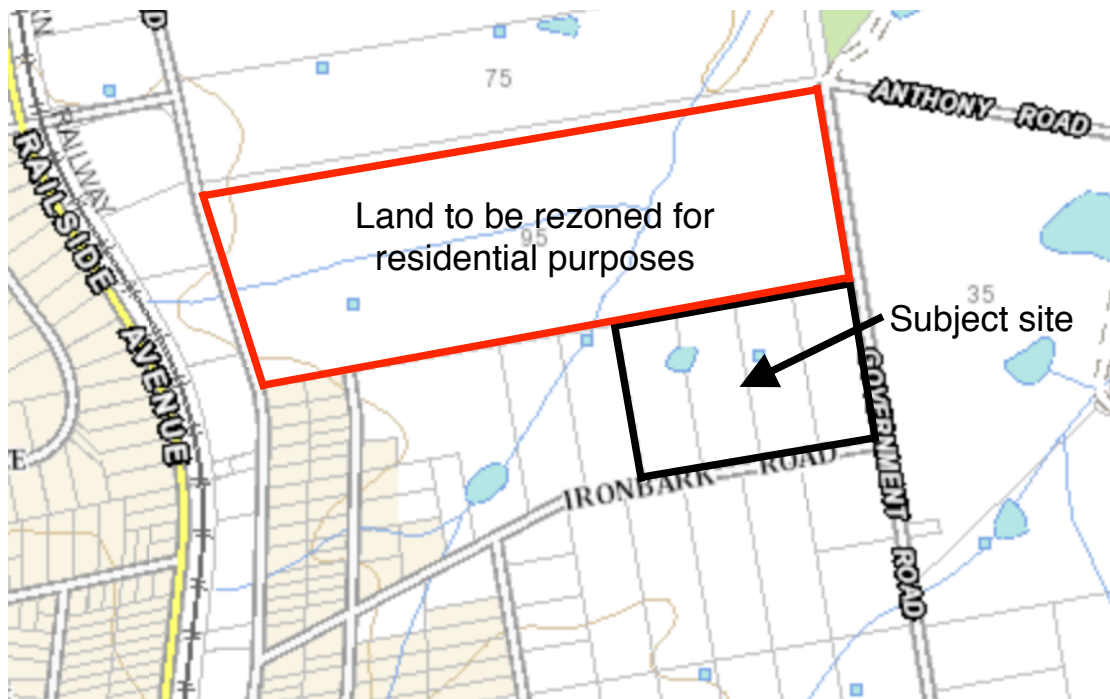 75
ANTHONY ROAD
RAILWAY
RAILSIDE AVENUE
Land to be rezoned for
95
residential purposes
35
Subject site
GOVERNMENT ROAD
IRONBARK ROAD